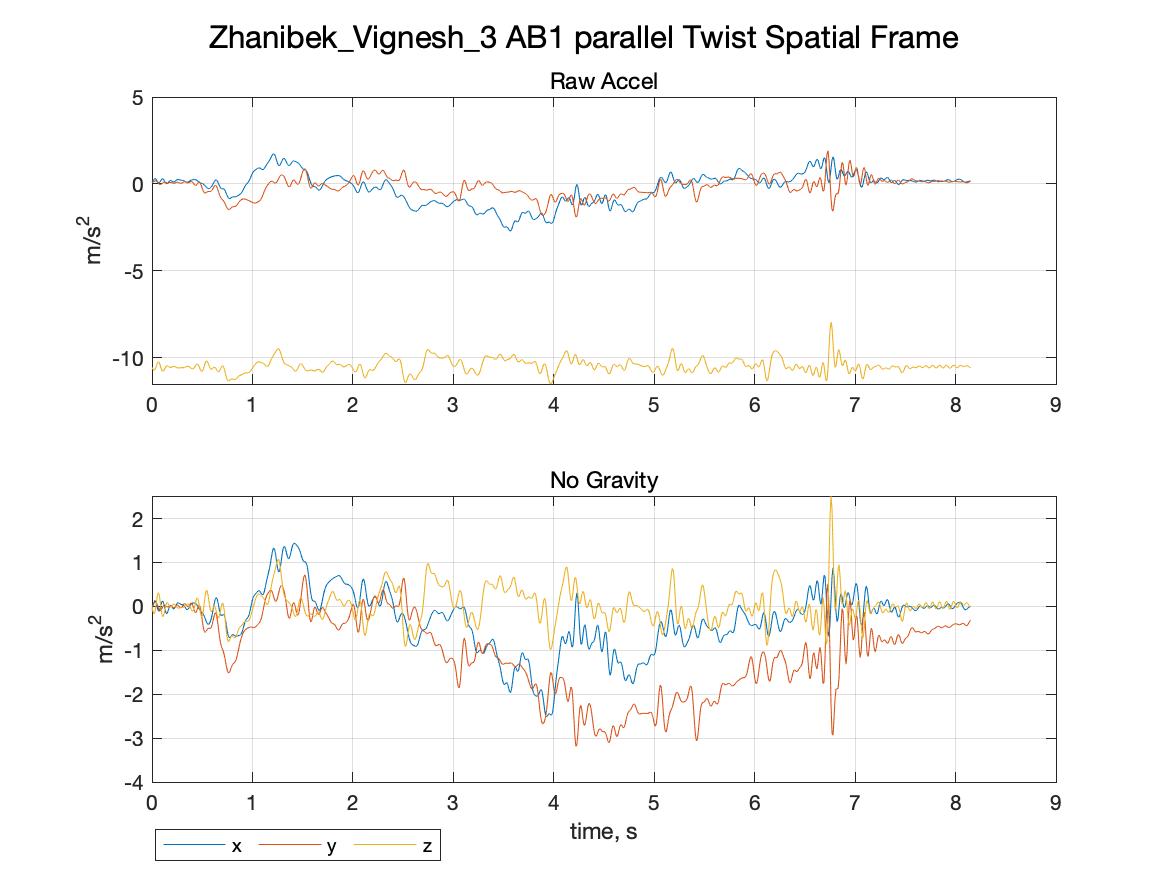 Zhanibek_Vignesh_3 AB1 parallel Twist Spatial Frame
Raw Accel
5
0
-5
-10
m/s²
0 1 2 3 4 5 6 7 8 9
No Gravity
2
1
0
-1
-2
-3
-4
m/s²
0 1 2 3 4 5 6 7 8 9
time, s
x y z